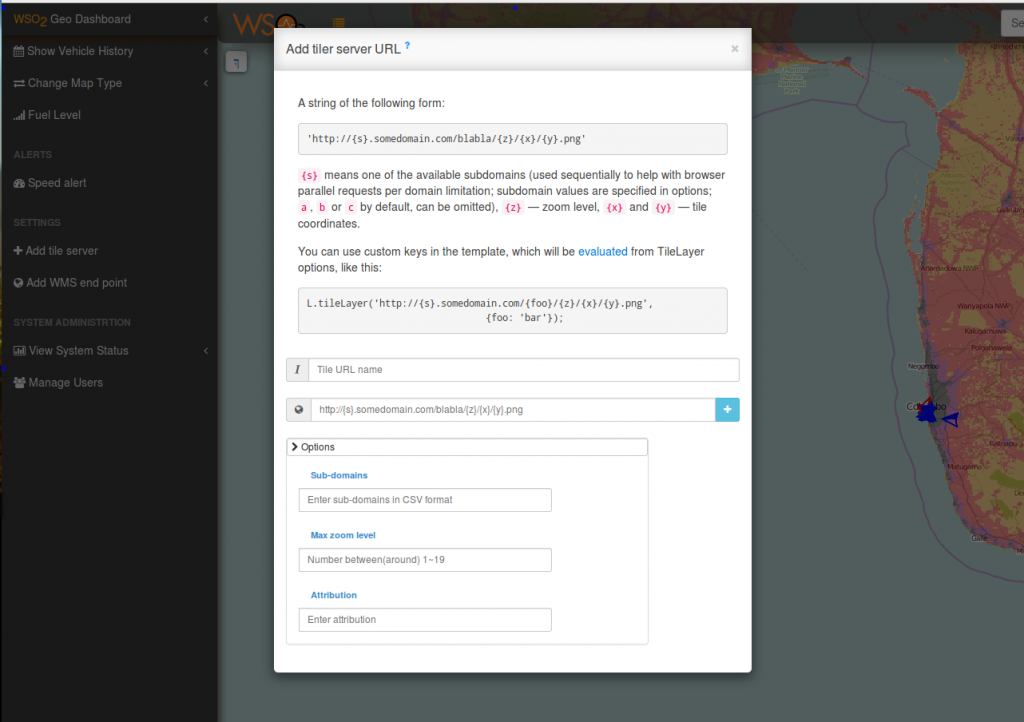 WSO2 Geo Dashboard
Show Vehicle History
Change Map Type
Fuel Level
ALERTS
Speed alert
SETTINGS
Add tile server
Add WMS end point
SYSTEM ADMINISTRTION
View System Status
Manage Users
WSO2
Se
Add tiler server URL ?
×
A string of the following form:
'http://{s}.somedomain.com/blabla/{z}/{x}/{y}.png'
{s} means one of the available subdomains (used sequentially to help with browser
parallel requests per domain limitation; subdomain values are specified in options;
a, b or c by default, can be omitted), {z} — zoom level, {x} and {y} — tile
coordinates.
You can use custom keys in the template, which will be evaluated from TileLayer
options, like this:
L.tileLayer('http://{s}.somedomain.com/{foo}/{z}/{x}/{y}.png',
{foo: 'bar'});
I Tile URL name
http://{s}.somedomain.com/blabla/{z}/{x}/{y}.png +
Options
Sub-domains
Enter sub-domains in CSV format
Max zoom level
Number between(around) 1~19
Attribution
Enter attribution
Wanyapola NWP
Negombo
Matugama
Galle